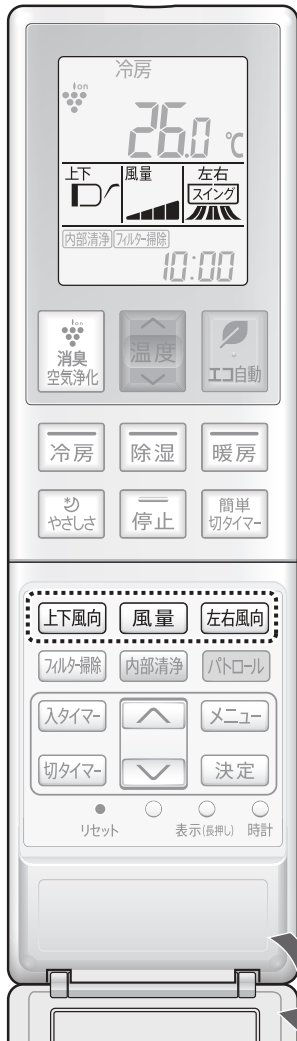 冷房
ion
26.0 ℃
上下 風量 左右
スイング
内部清浄 フィルター掃除
10:00
ion
消臭
空気浄化
温度
エコ自動
冷房 除湿 暖房
やさしさ 停止 簡単
切タイマー
上下風向 風量 左右風向
フィルター掃除 内部清浄 パトロール
入タイマー メニュー
切タイマー 決定
リセット 表示(長押し) 時計